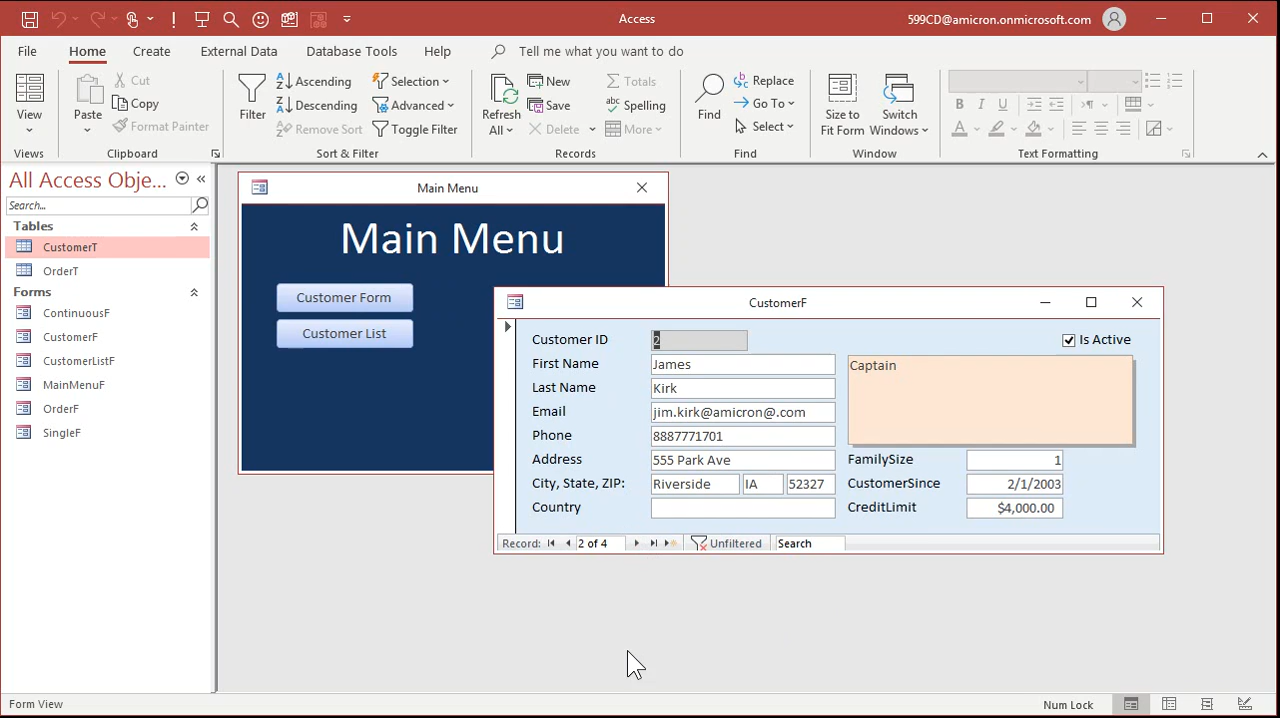 Access
599CD@amicron.onmicrosoft.com
File Home Create External Data Database Tools Help Tell me what you want to do
View
Views
Paste
Cut
Copy
Format Painter
Clipboard
Filter
Ascending
Descending
Remove Sort
Selection
Advanced
Toggle Filter
Sort & Filter
Refresh All
New
Save
Delete
Totals
Spelling
More
Records
Find
Replace
Go To
Select
Find
Size to Fit Form
Switch Windows
Window
B I U
A
Text Formatting
All Access Obje...
Search...
Tables
CustomerT
OrderT
Forms
ContinuousF
CustomerF
CustomerListF
MainMenuF
OrderF
SingleF
Main Menu
Main Menu
Customer Form
Customer List
CustomerF
Customer ID 2
Is Active
First Name James
Captain
Last Name Kirk
Email jim.kirk@amicron@.com
Phone 8887771701
Address 555 Park Ave
FamilySize 1
City, State, ZIP: Riverside IA 52327
CustomerSince 2/1/2003
Country
CreditLimit $4,000.00
Record: 2 of 4 Unfiltered Search
Form View
Num Lock